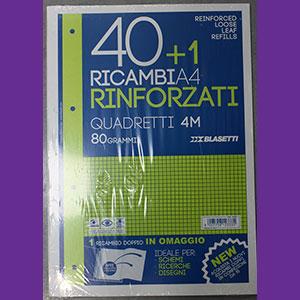 REINFORCED
LOOSE
LEAF
REFILLS
40+1
RICAMBI A4
RINFORZATI
QUADRETTI 4M
80 GRAMMI
BLASETTI
1 RICAMBIO DOPPIO IN OMAGGIO
IDEALE PER:
SCHEMI
RICERCHE
DISEGNI
NEW